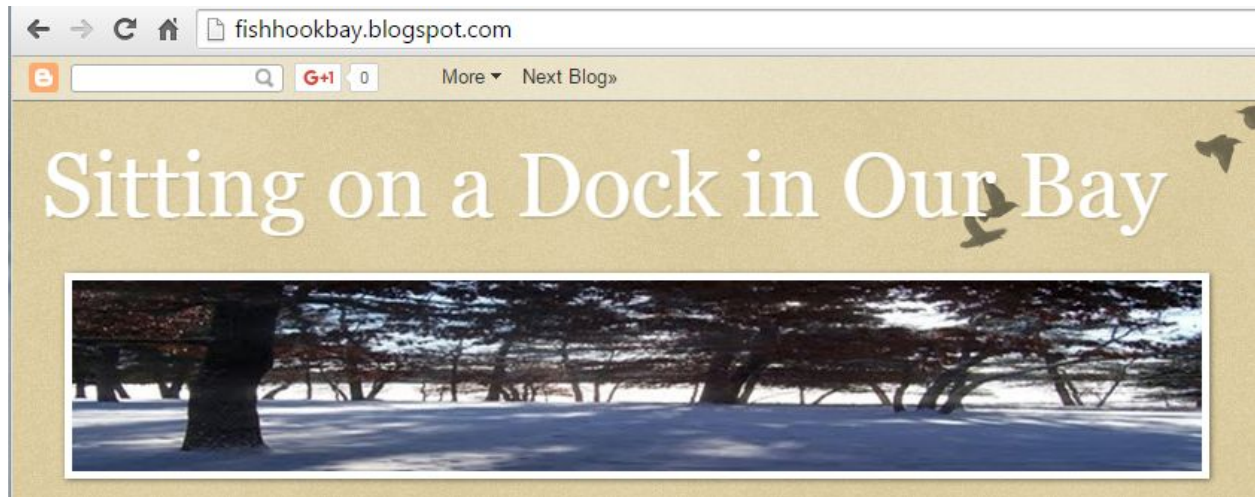 fishhookbay.blogspot.com
G+1 0 More Next Blog»
Sitting on a Dock in Our Bay